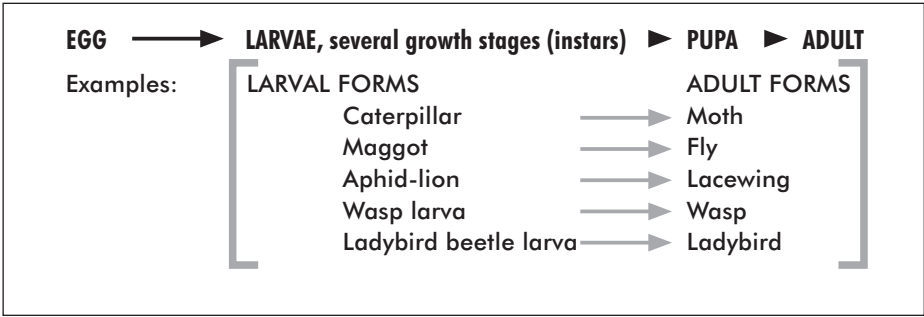 EGG LARVAE, several growth stages (instars) PUPA ADULT
Examples: LARVAL FORMS ADULT FORMS
Caterpillar Moth
Maggot Fly
Aphid-lion Lacewing
Wasp larva Wasp
Ladybird beetle larva Ladybird